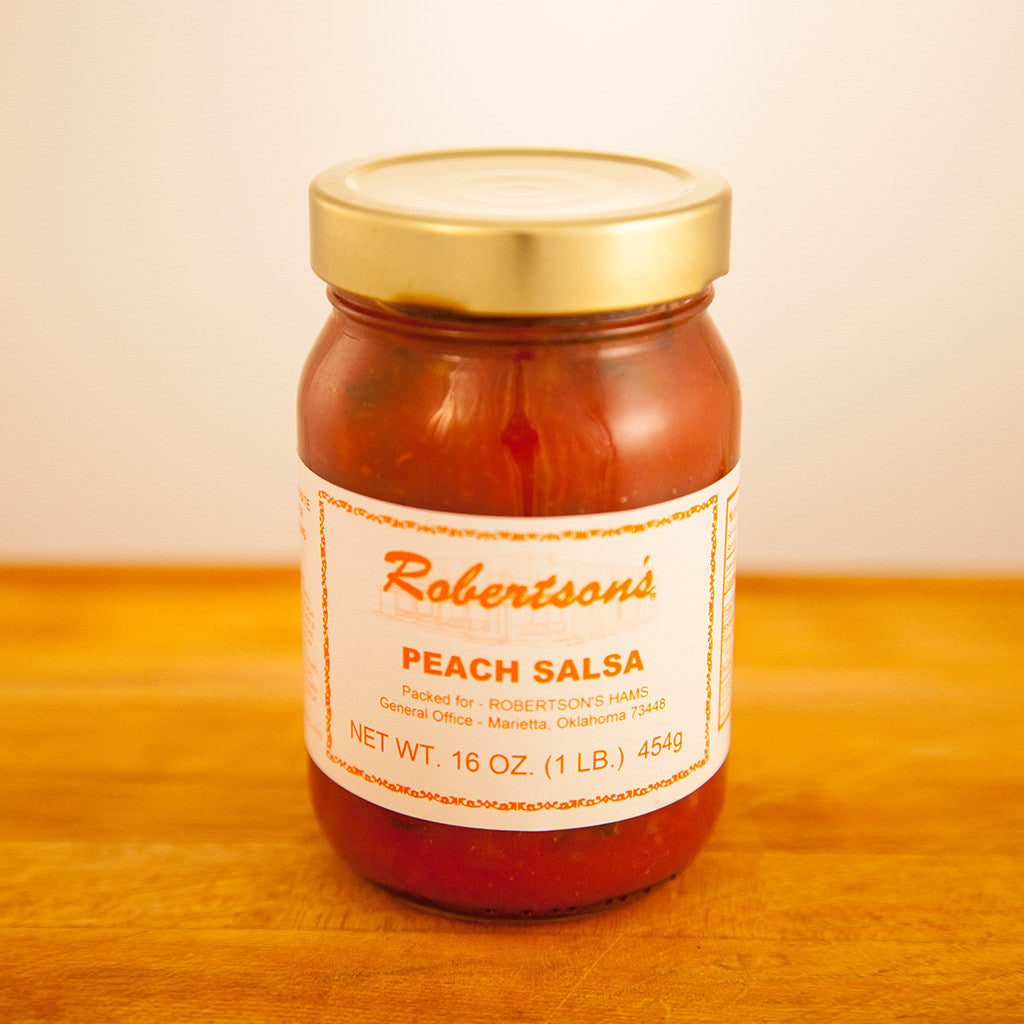 Robertson's
PEACH SALSA
Packed for - ROBERTSON'S HAMS
General Office - Marietta, Oklahoma 73448
NET WT. 16 OZ. (1 LB.) 454g